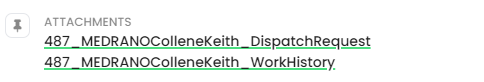 ATTACHMENTS
487_MEDRANOColleneKeith_DispatchRequest
487_MEDRANOColleneKeith_WorkHistory